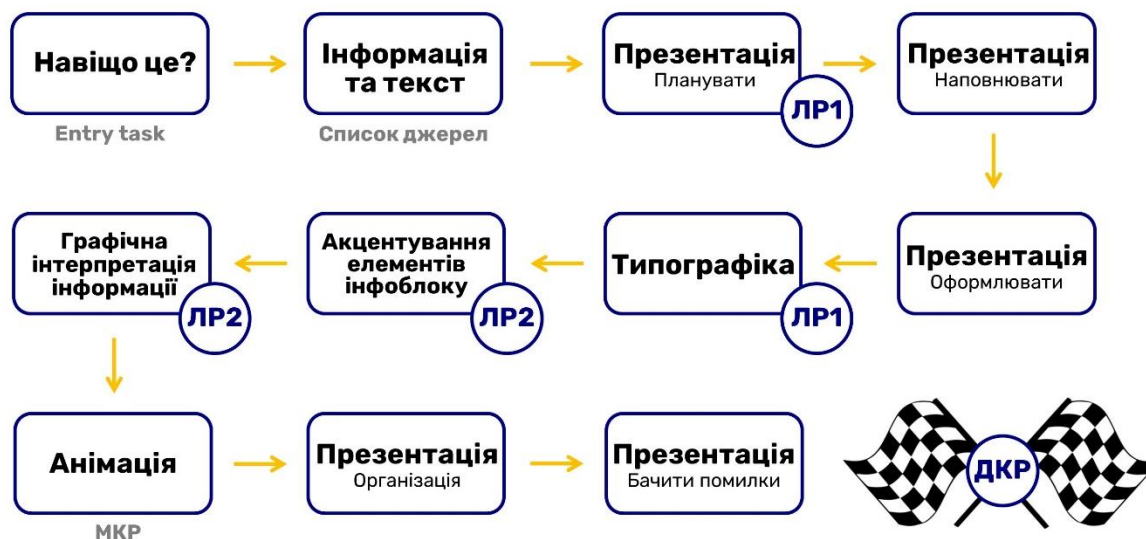 Навіщо це?
Entry task
Інформація
та текст
Список джерел
Презентація
Планувати
ЛР1
Презентація
Наповнювати
Графічна
інтерпретація
інформації
ЛР2
Акцентування
елементів
інфоблоку
ЛР2
Типографіка
ЛР1
Презентація
Оформлювати
Анімація
МКР
Презентація
Організація
Презентація
Бачити помилки
ДКР